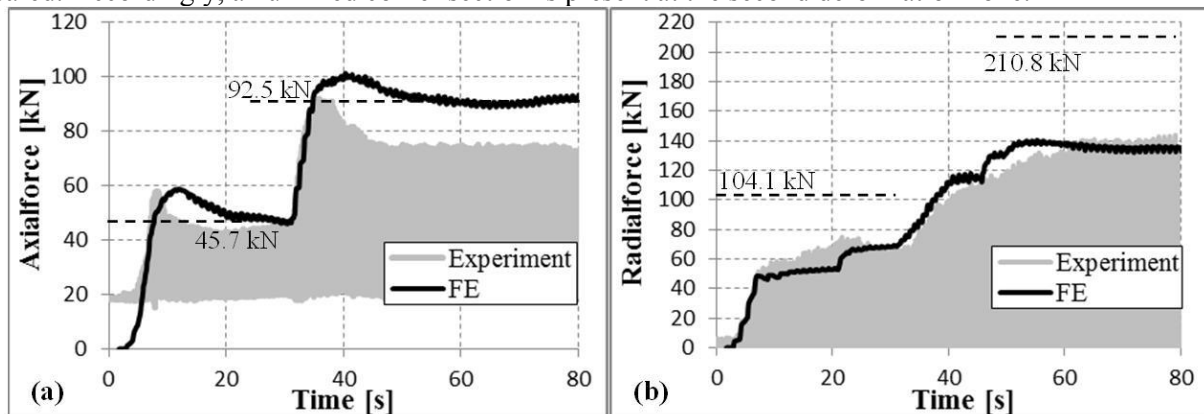 120
100
80
60
40
20
0
Axialforce [kN]
92.5 kN
45.7 kN
Experiment
FE
0 20 40 60 80
(a) Time [s]
220
200
180
160
140
120
100
80
60
40
20
0
Radialforce [kN]
210.8 kN
104.1 kN
Experiment
FE
0 20 40 60 80
(b) Time [s]